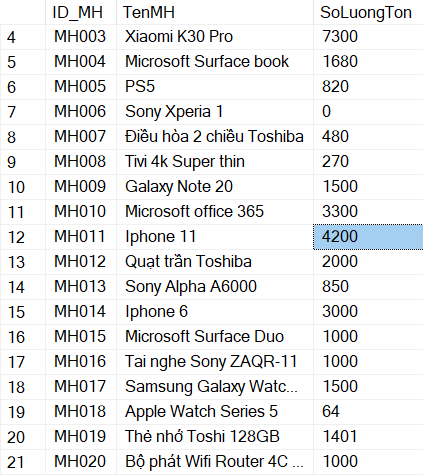 ID_MH TenMH SoLuongTon
4 MH003 Xiaomi K30 Pro 7300
5 MH004 Microsoft Surface book 1680
6 MH005 PS5 820
7 MH006 Sony Xperia 1 0
8 MH007 Điều hòa 2 chiều Toshiba 480
9 MH008 Tivi 4k Super thin 270
10 MH009 Galaxy Note 20 1500
11 MH010 Microsoft office 365 3300
12 MH011 Iphone 11 4200
13 MH012 Quạt trần Toshiba 2000
14 MH013 Sony Alpha A6000 850
15 MH014 Iphone 6 3000
16 MH015 Microsoft Surface Duo 1000
17 MH016 Tai nghe Sony ZAQR-11 1000
18 MH017 Samsung Galaxy Watc... 1500
19 MH018 Apple Watch Series 5 64
20 MH019 Thẻ nhớ Toshi 128GB 1401
21 MH020 Bộ phát Wifi Router 4C ... 1000